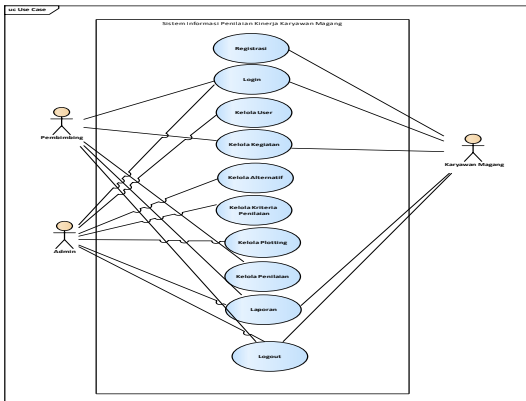 uc Use Case
Sistem Informasi Penilaian Kinerja Karyawan Magang
Registrasi
Login
Kelola User
Pembimbing
Kelola Kegiatan
Karyawan Magang
Kelola Alternatif
Kelola Kriteria
Penilaian
Kelola Plotting
Admin
Kelola Penilaian
Laporan
Logout